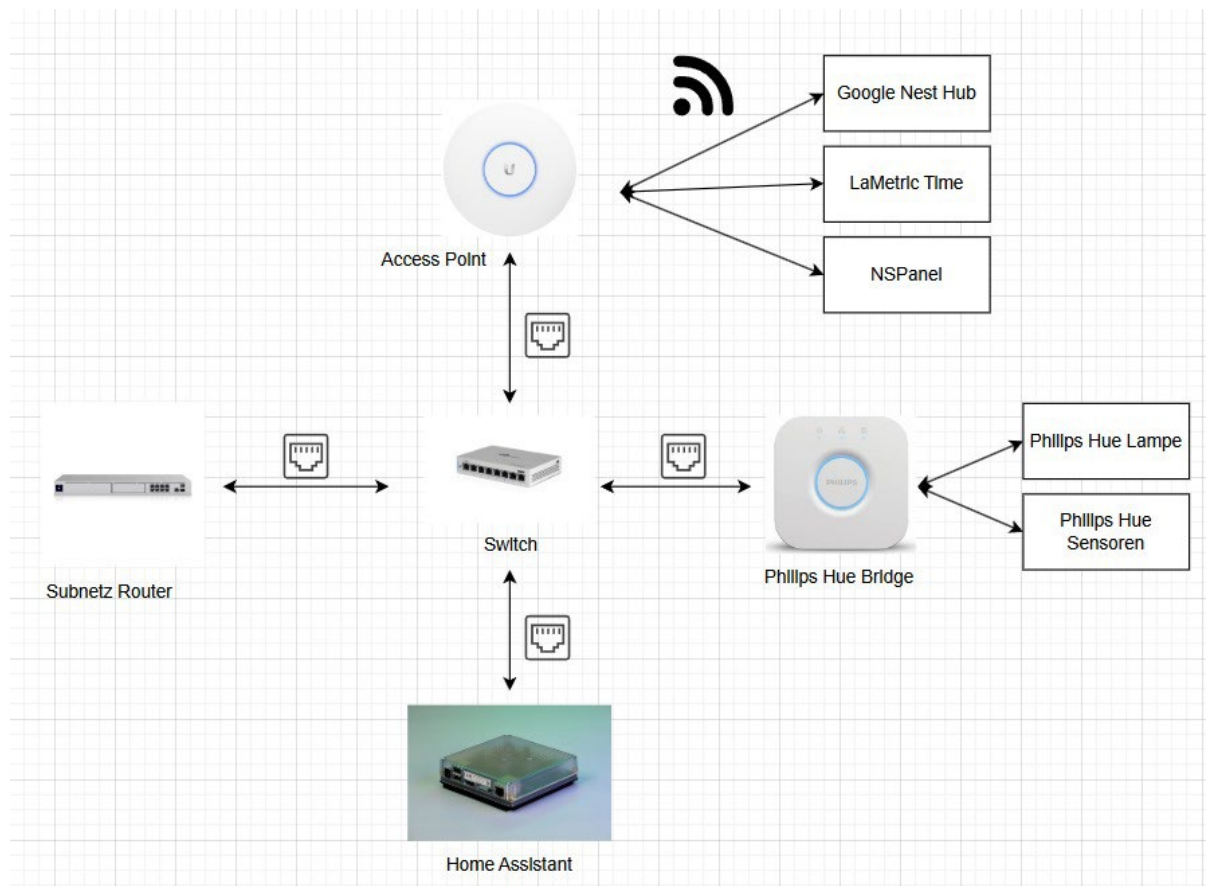 Google Nest Hub
LaMetric Time
NSPanel
Access Point
Philips Hue Lampe
Philips Hue
Sensoren
PHILIPS
Switch
Philips Hue Bridge
Subnetz Router
Home Assistant